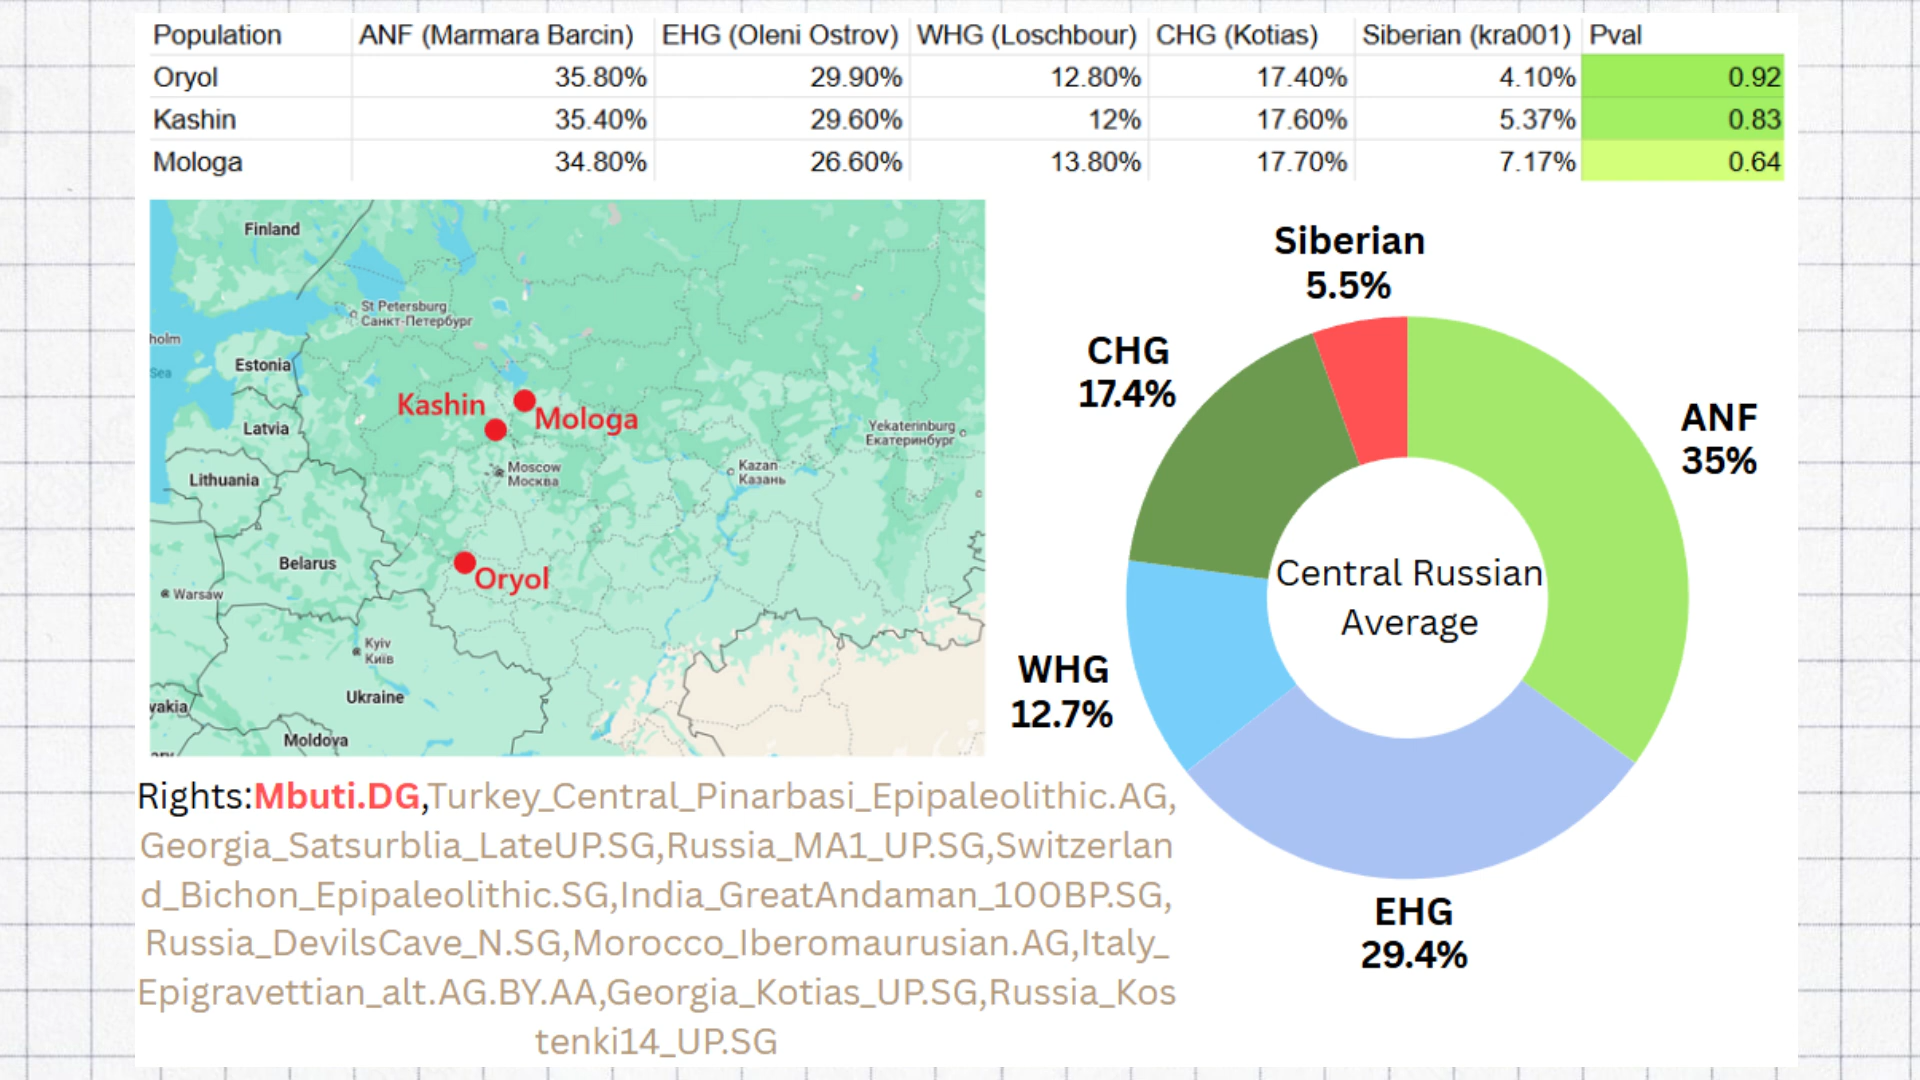 Population ANF (Marmara Barcin) EHG (Oleni Ostrov) WHG (Loschbour) CHG (Kotias) Siberian (kra001) Pval
Oryol 35.80% 29.90% 12.80% 17.40% 4.10% 0.92
Kashin 35.40% 29.60% 12% 17.60% 5.37% 0.83
Mologa 34.80% 26.60% 13.80% 17.70% 7.17% 0.64
Finland
St Petersburg
Санкт-Петербург
holm
Sea
Estonia
Kashin
Mologa
Latvia
Yekaterinburg
Екатеринбург
Moscow
Москва
Kazan
Казань
Lithuania
Belarus
Oryol
Warsaw
Kyiv
Київ
Ukraine
vakia
Moldova
ary
Siberian
5.5%
CHG
17.4%
ANF
35%
Central Russian
Average
WHG
12.7%
EHG
29.4%
Rights:Mbuti.DG,Turkey_Central_Pinarbasi_Epipaleolithic.AG,
Georgia_Satsurblia_LateUP.SG,Russia_MA1_UP.SG,Switzerlan
d_Bichon_Epipaleolithic.SG,India_GreatAndaman_100BP.SG,
Russia_DevilsCave_N.SG,Morocco_Iberomaurusian.AG,Italy_
Epigravettian_alt.AG.BY.AA,Georgia_Kotias_UP.SG,Russia_Kos
tenki14_UP.SG